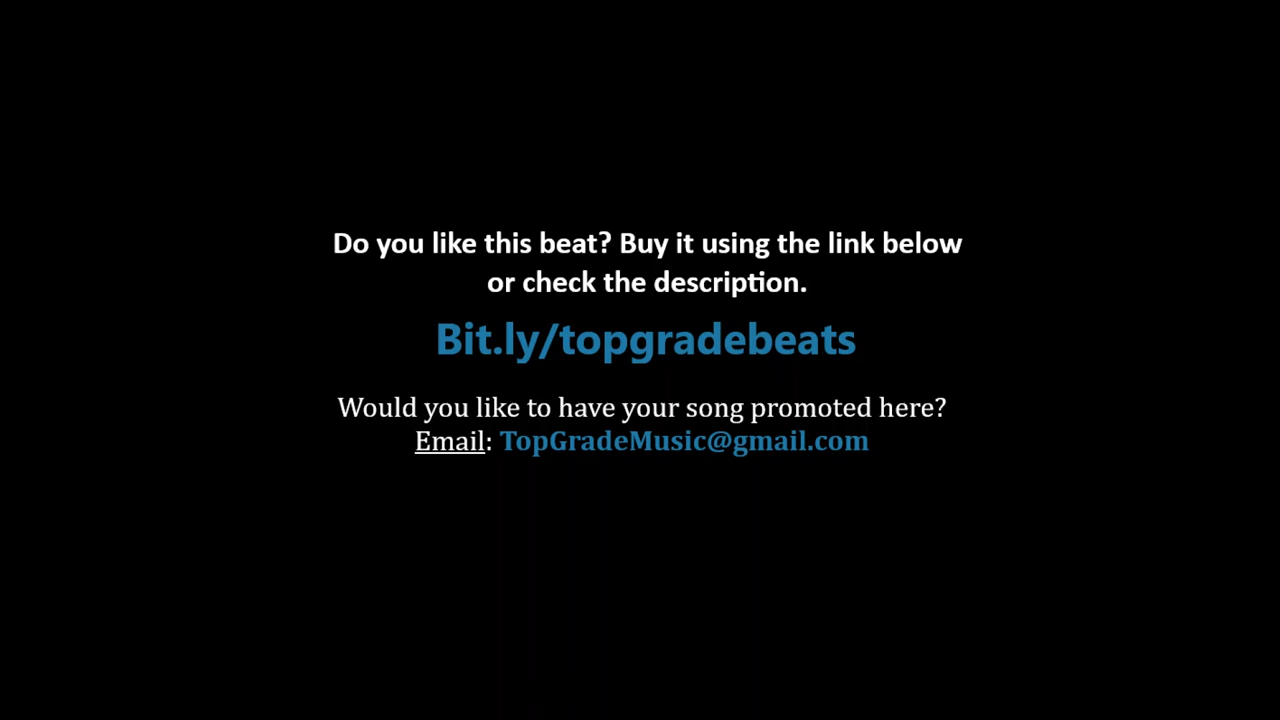 Do you like this beat? Buy it using the link below
or check the description.
Bit.ly/topgradebeats
Would you like to have your song promoted here?
Email: TopGradeMusic@gmail.com